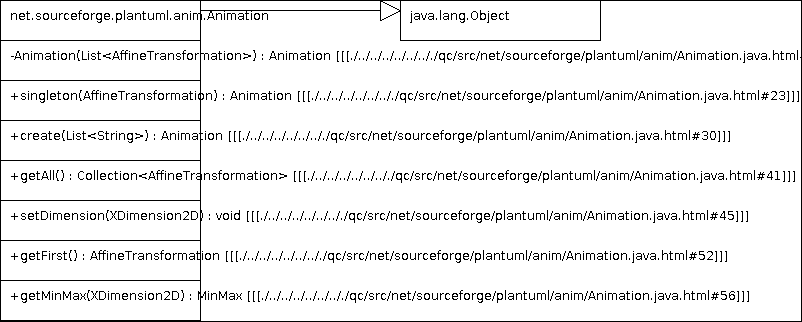 net.sourceforge.plantuml.anim.Animation
java.lang.Object
-Animation(List<AffineTransformation>) : Animation [[[./../../../../../../../qc/src/net/sourceforge/plantuml/anim/Animation.java.html
+singleton(AffineTransformation) : Animation [[[./../../../../../../../qc/src/net/sourceforge/plantuml/anim/Animation.java.html#23]]]
+create(List<String>) : Animation [[[./../../../../../../../qc/src/net/sourceforge/plantuml/anim/Animation.java.html#30]]]
+getAll() : Collection<AffineTransformation> [[[./../../../../../../../qc/src/net/sourceforge/plantuml/anim/Animation.java.html#41]]]
+setDimension(XDimension2D) : void [[[./../../../../../../../qc/src/net/sourceforge/plantuml/anim/Animation.java.html#45]]]
+getFirst() : AffineTransformation [[[./../../../../../../../qc/src/net/sourceforge/plantuml/anim/Animation.java.html#52]]]
+getMinMax(XDimension2D) : MinMax [[[./../../../../../../../qc/src/net/sourceforge/plantuml/anim/Animation.java.html#56]]]